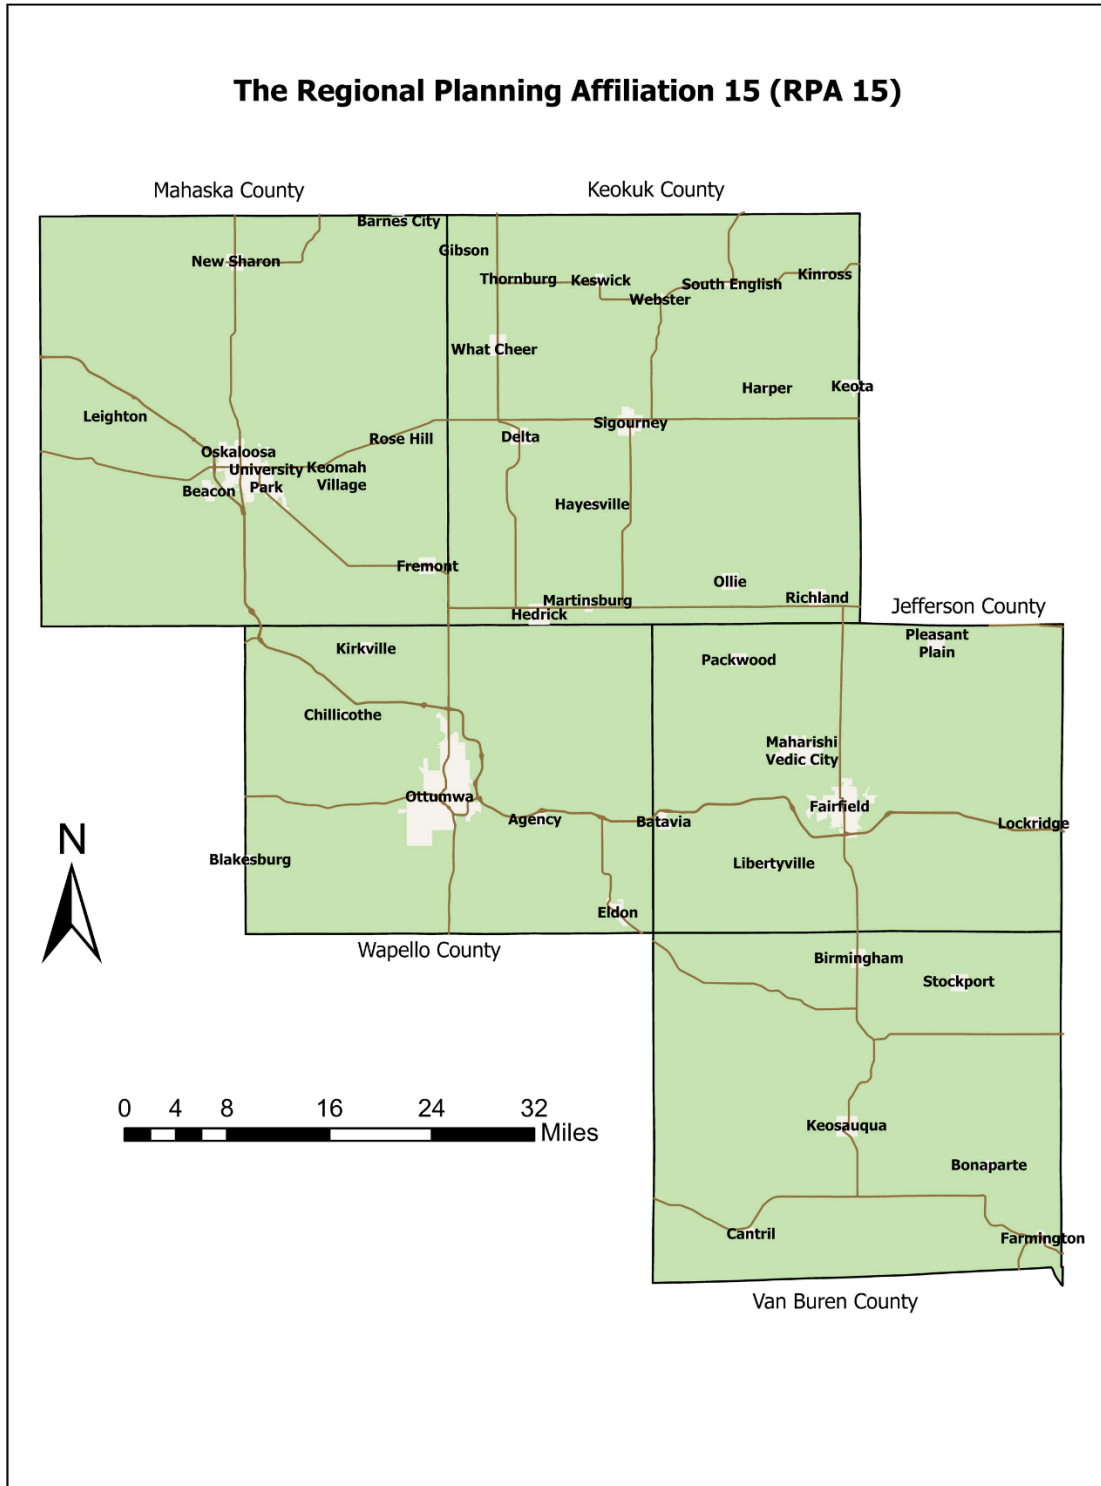 The Regional Planning Affiliation 15 (RPA 15)
Mahaska County
Keokuk County
Barnes City
Gibson
New Sharon
Thornburg
Keswick
South English
Kinross
Webster
What Cheer
Harper
Keota
Leighton
Sigourney
Rose Hill
Delta
Oskaloosa
University
Park
Keomah
Village
Beacon
Hayesville
Fremont
Ollie
Martinsburg
Richland
Hedrick
Jefferson County
Pleasant
Plain
Kirkville
Packwood
Chillicothe
Maharishi
Vedic City
Ottumwa
Fairfield
Agency
Batavia
Lockridge
N
Blakesburg
Libertyville
Eldon
Wapello County
Birmingham
Stockport
0 4 8 16 24 32
Miles
Keosauqua
Bonaparte
Cantril
Farmington
Van Buren County